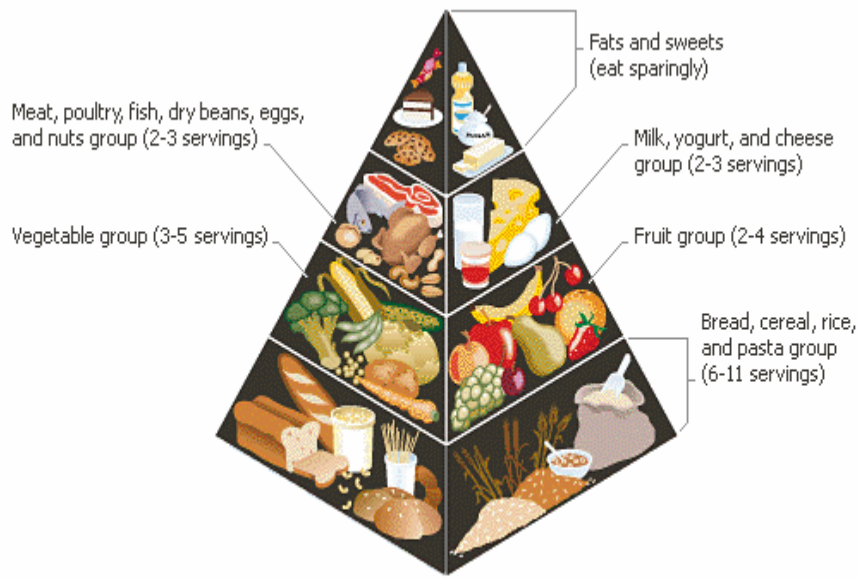 Fats and sweets
(eat sparingly)
Meat, poultry, fish, dry beans, eggs,
and nuts group (2-3 servings)
Milk, yogurt, and cheese
group (2-3 servings)
Vegetable group (3-5 servings)
Fruit group (2-4 servings)
Bread, cereal, rice,
and pasta group
(6-11 servings)